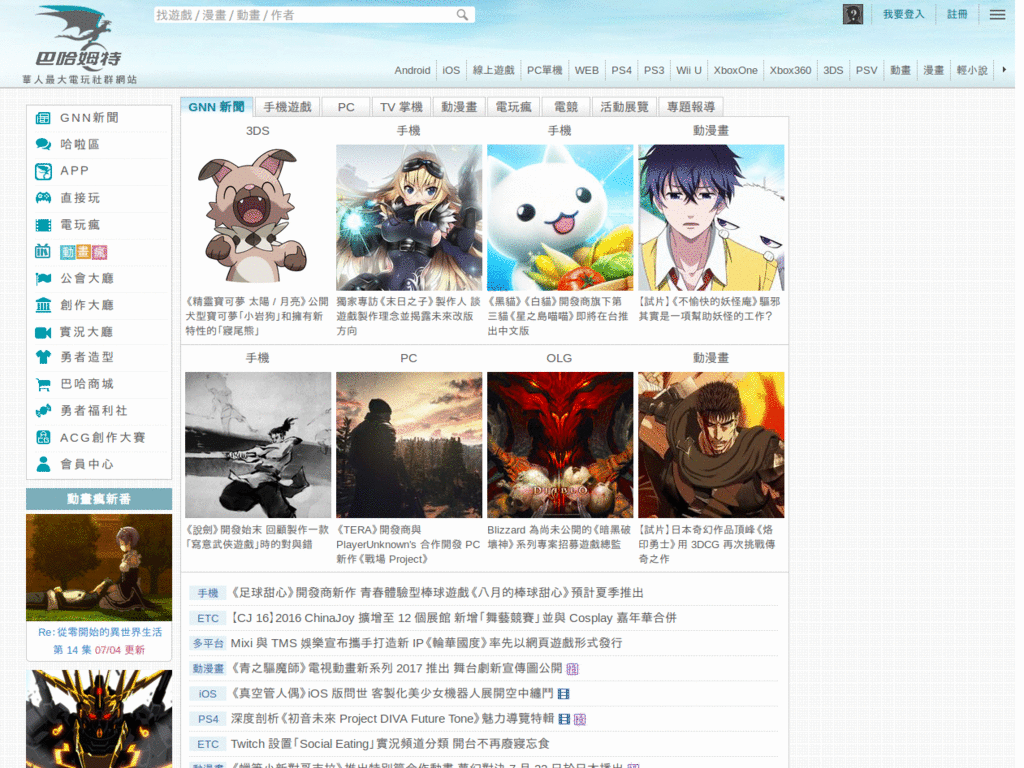 巴哈姆特
華人最大電玩社群網站
找遊戲 / 漫畫 / 動畫 / 作者
我要登入
註冊
Android iOS 線上遊戲 PC單機 WEB PS4 PS3 Wii U XboxOne Xbox360 3DS PSV 動畫 漫畫 輕小說
GNN新聞
哈啦區
APP
直接玩
電玩瘋
動畫瘋
公會大廳
創作大廳
實況大廳
勇者造型
巴哈商城
勇者福利社
ACG創作大賽
會員中心
動畫瘋新番
Re：從零開始的異世界生活
第 14 集 07/04 更新
GNN 新聞 手機遊戲 PC TV 掌機 動漫畫 電玩瘋 電競 活動展覽 專題報導
3DS
《精靈寶可夢 太陽 / 月亮》公開
犬型寶可夢「小岩狗」和擁有新
特性的「寢尾熊」
手機
獨家專訪《末日之子》製作人 談
遊戲製作理念並揭露未來改版
方向
手機
《黑貓》《白貓》開發商旗下第
三貓《星之島喵喵》即將在台推
出中文版
動漫畫
【試片】《不愉快的妖怪庵》驅邪
其實是一項幫助妖怪的工作？
手機
《說劍》開發始末 回顧製作一款
「寫意武俠遊戲」時的對與錯
PC
《TERA》開發商與
PlayerUnknown's 合作開發 PC
新作《戰場 Project》
OLG
DIABLO
Blizzard 為尚未公開的《暗黑破
壞神》系列專案招募遊戲總監
動漫畫
【試片】日本奇幻作品頂峰《烙
印勇士》用 3DCG 再次挑戰傳
奇之作
手機 《足球甜心》開發商新作 青春體驗型棒球遊戲《八月的棒球甜心》預計夏季推出
ETC 【CJ 16】2016 ChinaJoy 擴增至 12 個展館 新增「舞藝競賽」並與 Cosplay 嘉年華合併
多平台 Mixi 與 TMS 娛樂宣布攜手打造新 IP《輪華國度》率先以網頁遊戲形式發行
動漫畫 《青之驅魔師》電視動畫新系列 2017 推出 舞台劇新宣傳圖公開
iOS 《真空管人偶》iOS 版問世 客製化美少女機器人展開空中纏鬥
PS4 深度剖析《初音未來 Project DIVA Future Tone》魅力導覽特輯
ETC Twitch 設置「Social Eating」實況頻道分類 開台不再廢寢忘食